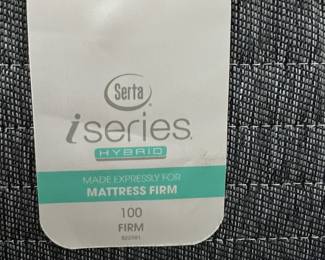 Serta
iseries
HYBRID
MADE EXPRESSLY FOR
MATTRESS FIRM
100
FIRM